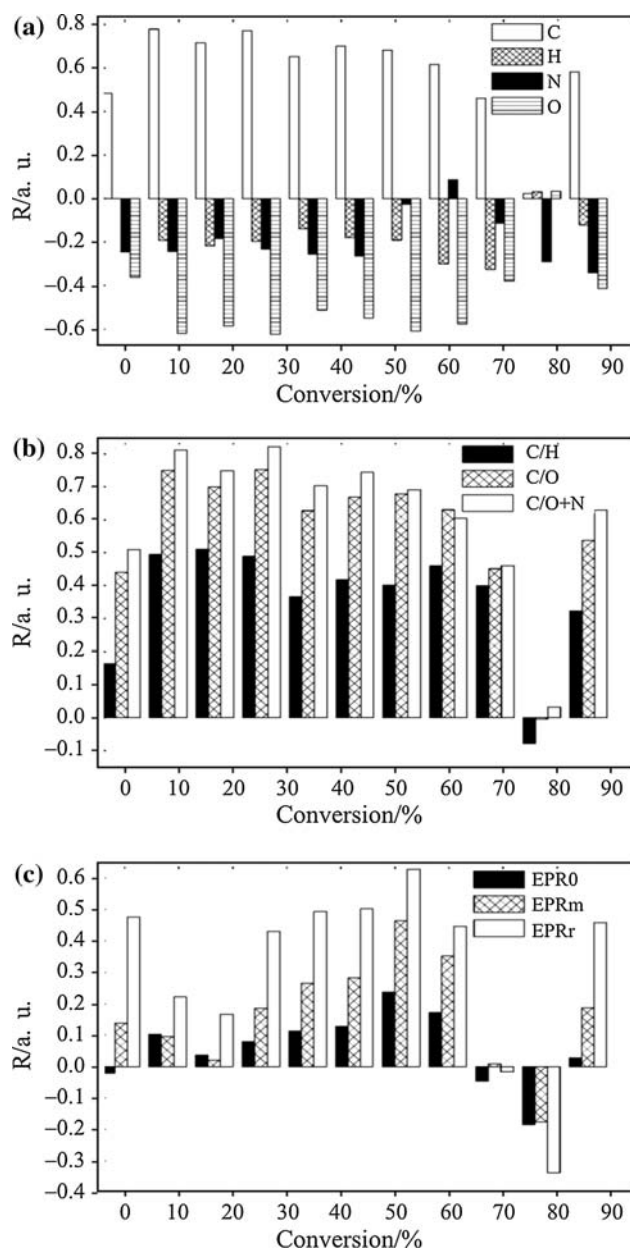 (a)
R/a. u.
0.8
0.6
0.4
0.2
0.0
–0.2
–0.4
–0.6
C
H
N
O
0 10 20 30 40 50 60 70 80 90
Conversion/%
(b)
R/a. u.
0.8
0.7
0.6
0.5
0.4
0.3
0.2
0.1
0.0
–0.1
C/H
C/O
C/O+N
0 10 20 30 40 50 60 70 80 90
Conversion/%
(c)
R/a. u.
0.6
0.5
0.4
0.3
0.2
0.1
0.0
–0.1
–0.2
–0.3
–0.4
EPR0
EPRm
EPRr
0 10 20 30 40 50 60 70 80 90
Conversion/%